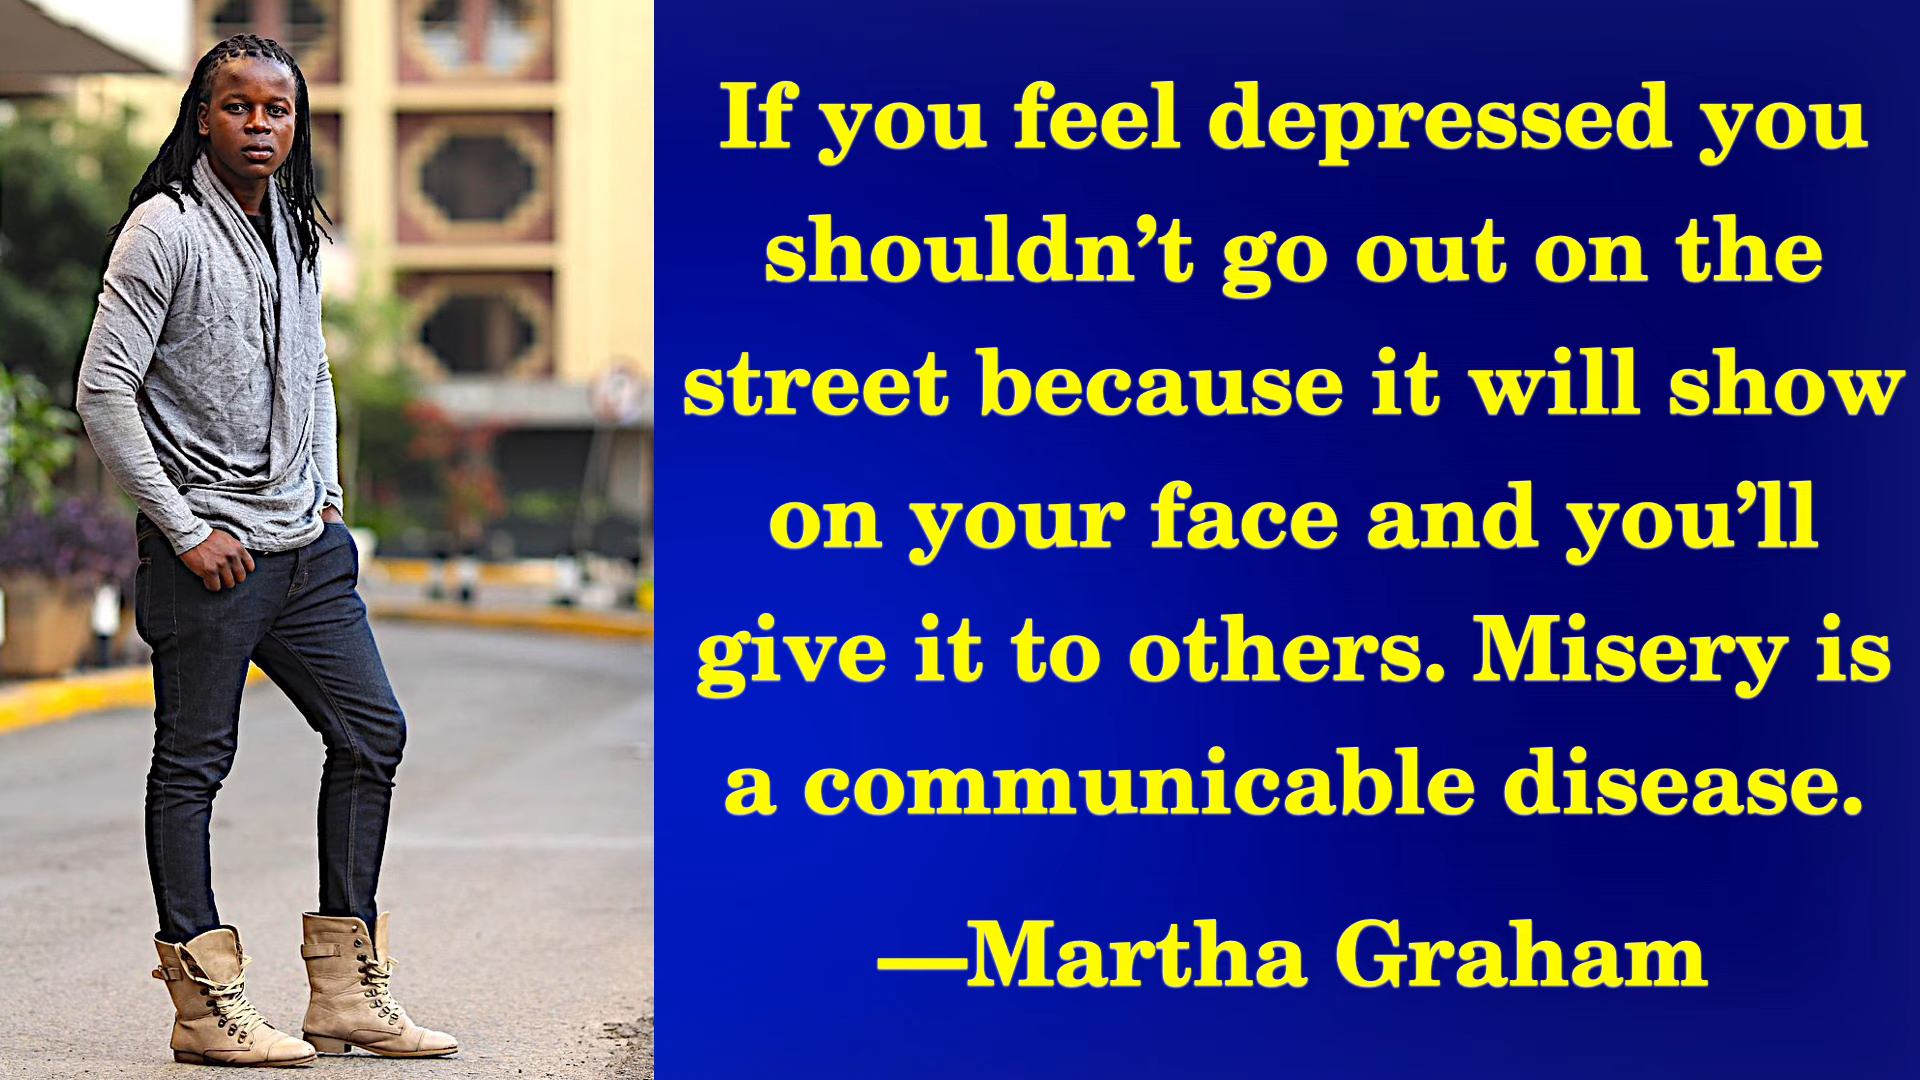 If you feel depressed you
shouldn’t go out on the
street because it will show
on your face and you’ll
give it to others. Misery is
a communicable disease.
—Martha Graham